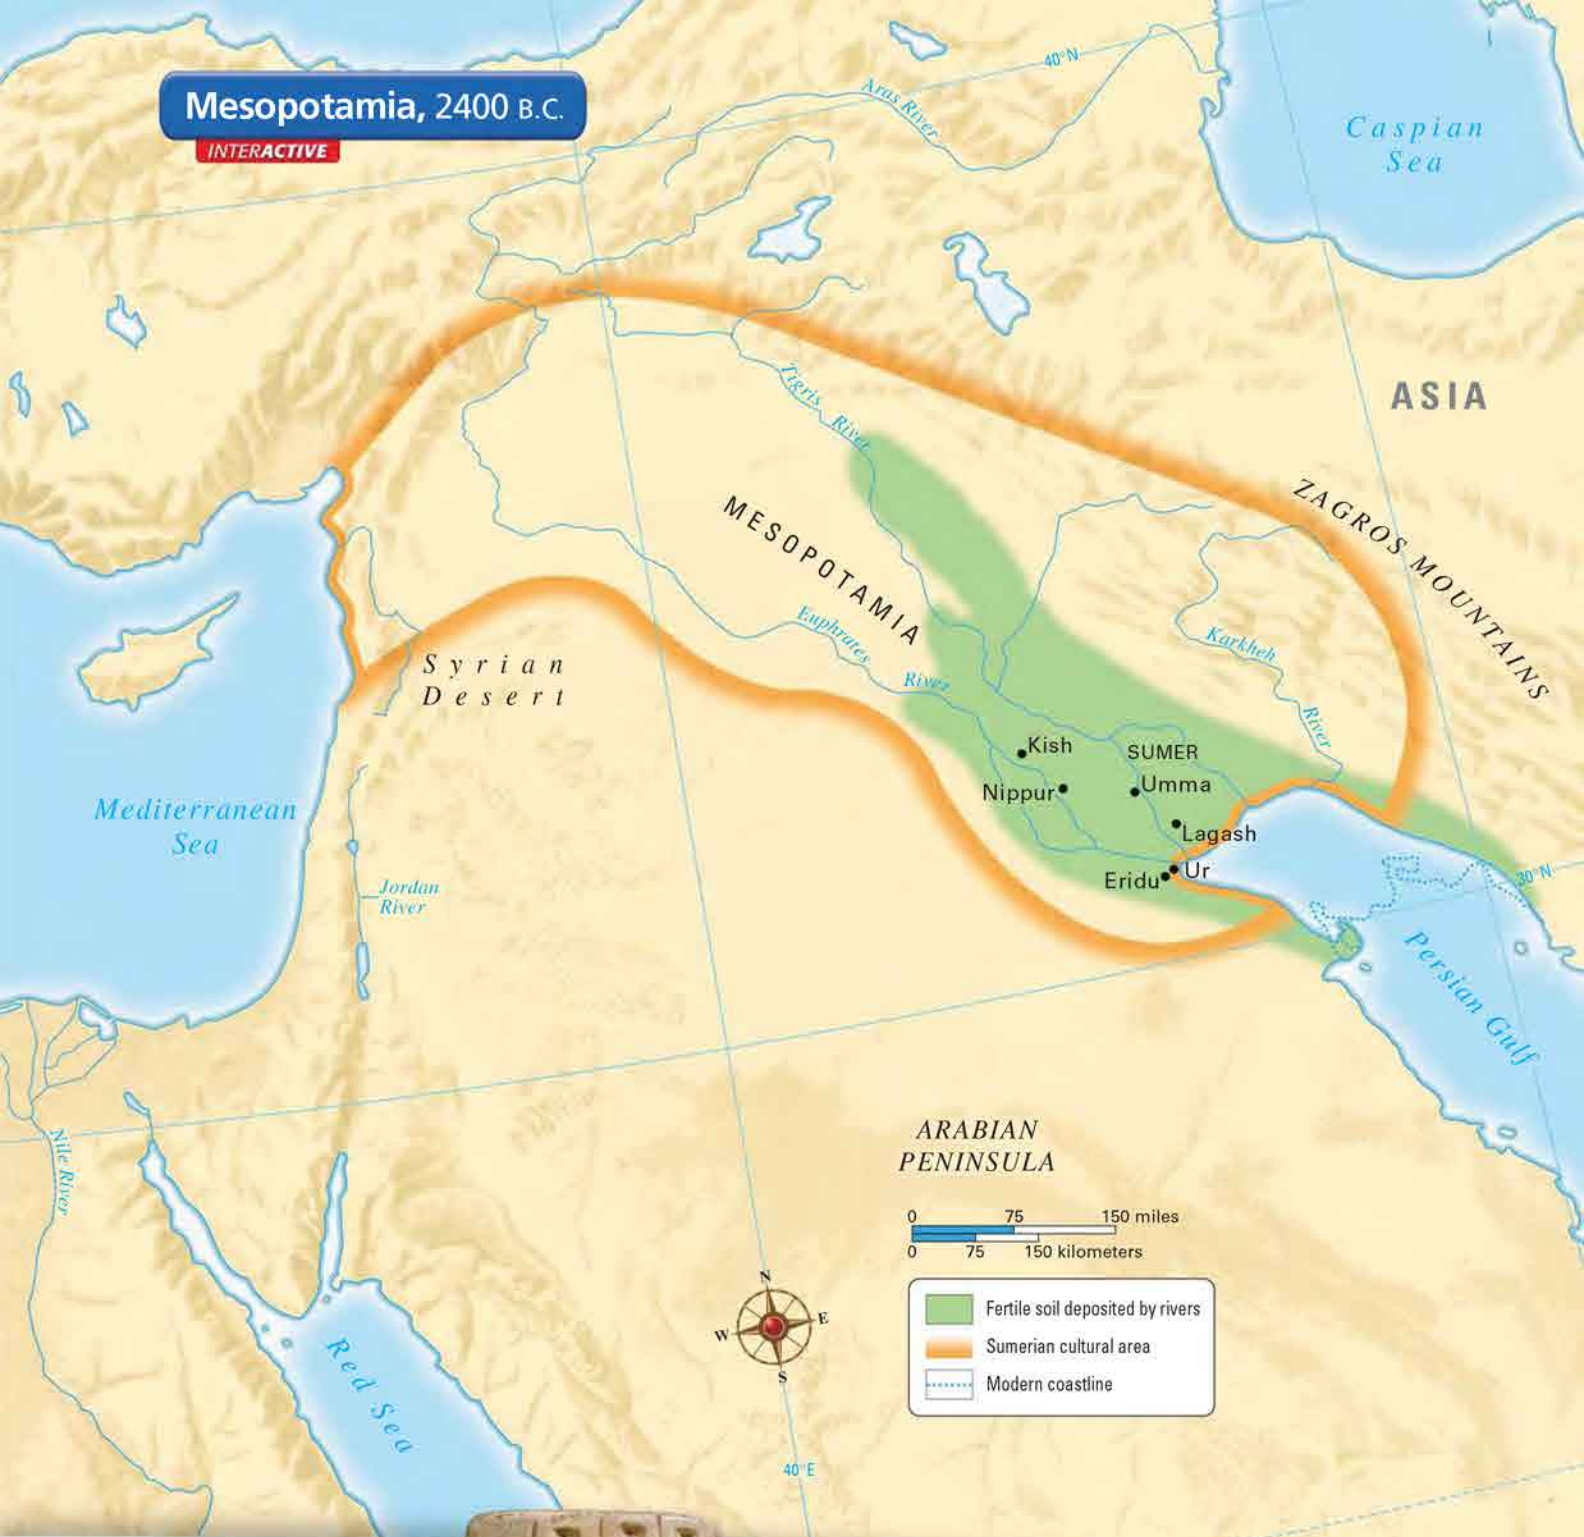 Mesopotamia, 2400 B.C.
INTERACTIVE
40°N
Aras River
Caspian
Sea
ASIA
Tigris River
ZAGROS MOUNTAINS
MESOPOTAMIA
Euphrates River
Karkheh River
Syrian
Desert
Kish
SUMER
Nippur
Umma
Lagash
Ur
Eridu
Mediterranean
Sea
Jordan
River
30°N
Persian Gulf
Nile River
ARABIAN
PENINSULA
0 75 150 miles
0 75 150 kilometers
N
W E
S
Fertile soil deposited by rivers
Sumerian cultural area
Modern coastline
Red Sea
40°E